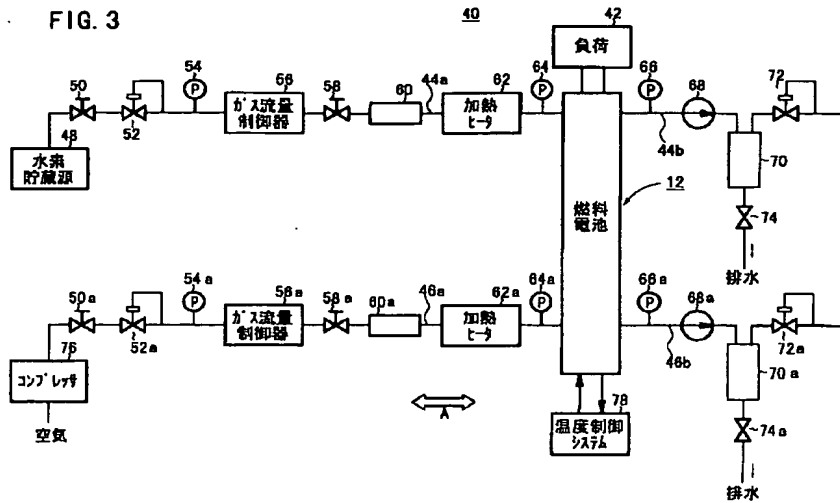 FIG. 3
40
42
負荷
50
52
54
P
ガス流量
制御器
58
60
44a
62
加熱
ヒータ
64
P
66
P
68
72
48
水素
貯蔵源
44b
70
12
燃料
電池
74
排水
50a
52a
54a
P
56a
ガス流量
制御器
58a
60a
46a
62a
加熱
ヒータ
64a
P
66a
P
68a
72a
76
コンプレッサ
空気
46b
70a
A
78
温度制御
システム
74a
排水